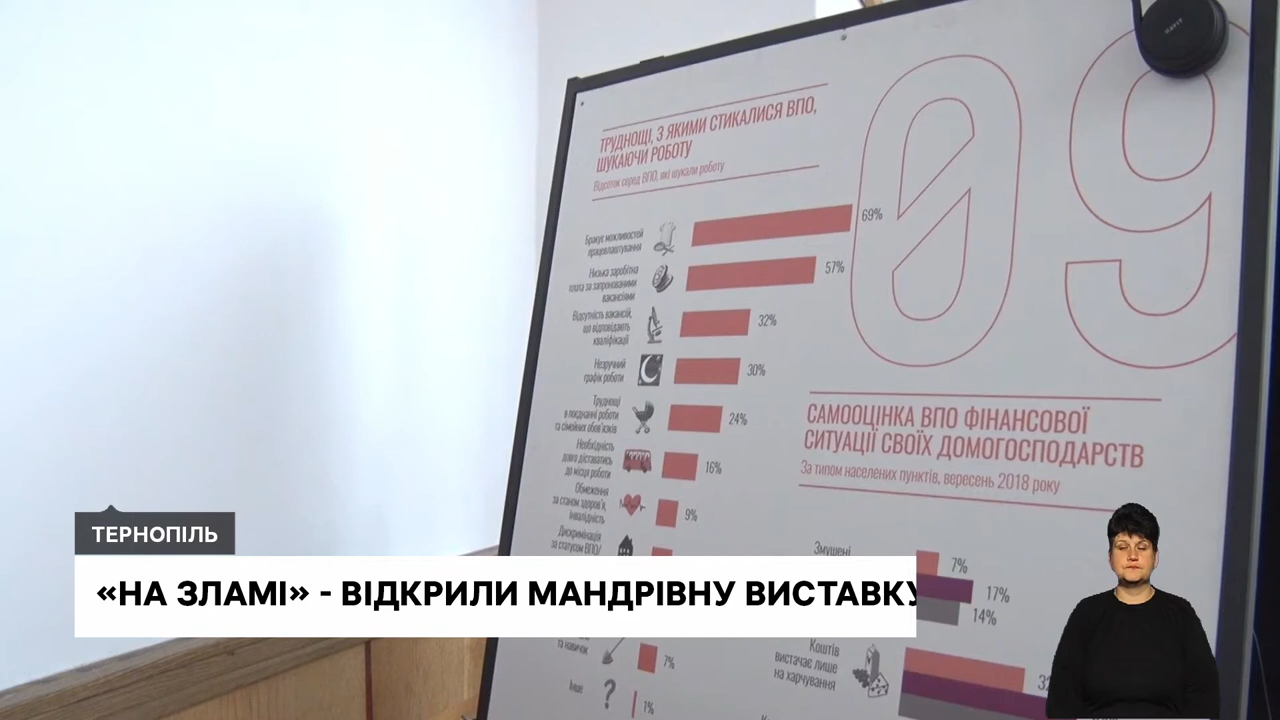 HAVIT
09
ТРУДНОЩІ, З ЯКИМИ СТИКАЛИСЯ ВПО,
ШУКАЮЧИ РОБОТУ
Відсоток серед ВПО, які шукали роботу
Бракує можливостей
працевлаштування
69%
Низька заробітна
плата за запропонованими
вакансіями
57%
Відсутність вакансій,
що відповідають
кваліфікації
32%
Незручний
графік роботи
30%
Труднощі
в поєднанні роботи
та сімейних обов'язків
24%
Необхідність
довго діставатись
до місця роботи
16%
Обмеження
за станом здоров'я,
інвалідність
9%
Дискримінація
за статусом ВПО/
та навичок
7%
Інше
?
1%
САМООЦІНКА ВПО ФІНАНСОВОЇ
СИТУАЦІЇ СВОЇХ ДОМОГОСПОДАРСТВ
За типом населених пунктів, вересень 2018 року
Змушені
7%
17%
14%
Коштів
вистачає лише
на харчування
ТЕРНОПІЛЬ
«НА ЗЛАМІ» - ВІДКРИЛИ МАНДРІВНУ ВИСТАВКУ